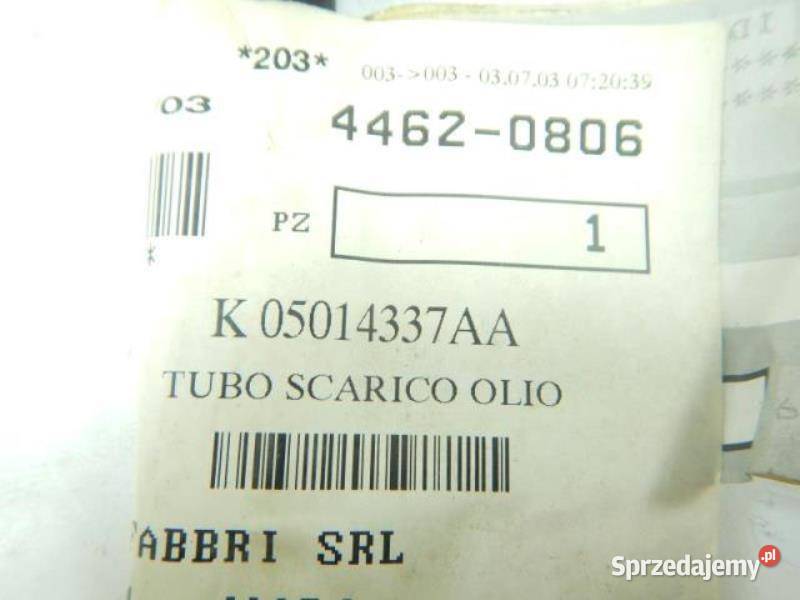 *203*
003->003 - 03.07.03 07:20:39
03
4462-0806
PZ
1
K 05014337AA
TUBO SCARICO OLIO
ABBRI SRL
Sprzedajemy.pl